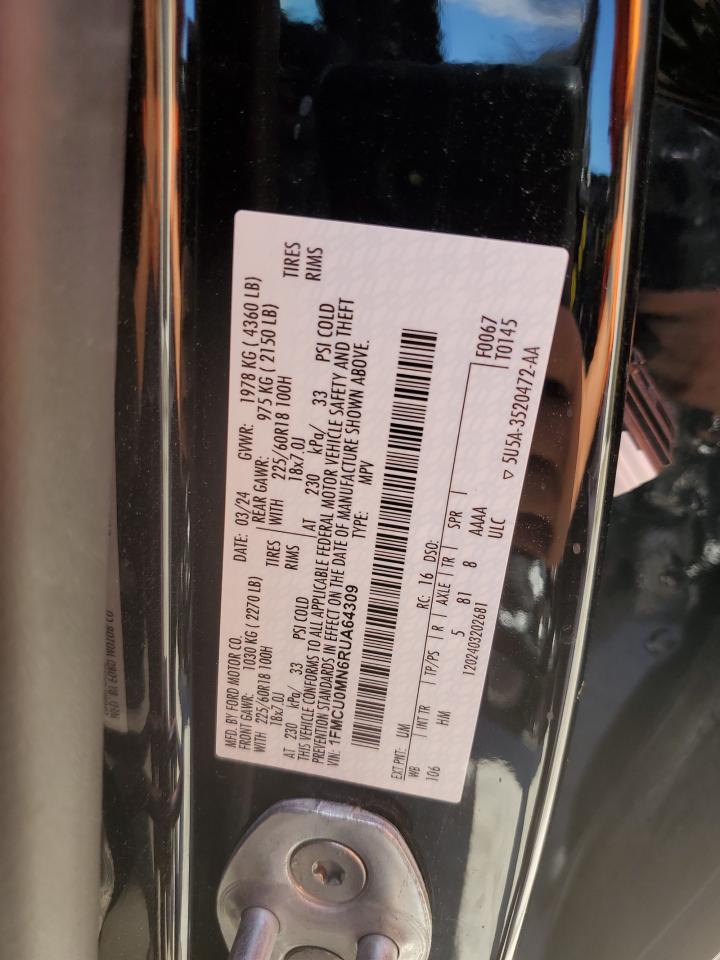 MFD. BY FORD MOTOR CO.
DATE: 03/24 GVWR: 1978 KG ( 4360 LB)
FRONT GAWR: 1030 KG ( 2270 LB) REAR GAWR: 975 KG ( 2150 LB)
WITH 225/60R18 100H TIRES WITH 225/60R18 100H TIRES
18x7.0J RIMS 18x7.0J RIMS
AT 230 kPa/ 33 PSI COLD AT 230 kPa/ 33 PSI COLD
THIS VEHICLE CONFORMS TO ALL APPLICABLE FEDERAL MOTOR VEHICLE SAFETY AND THEFT
PREVENTION STANDARDS IN EFFECT ON THE DATE OF MANUFACTURE SHOWN ABOVE.
VIN: 1FMCU0MN6RUA64309 TYPE: MPV
EXT PNT: UM RC: 16 DSO:
WB INT TR TP/PS R AXLE TR SPR F0067
106 HM 5 81 8 AAAA T0145
1202403202681 ULC
▽ 5U5A-3520472-AA